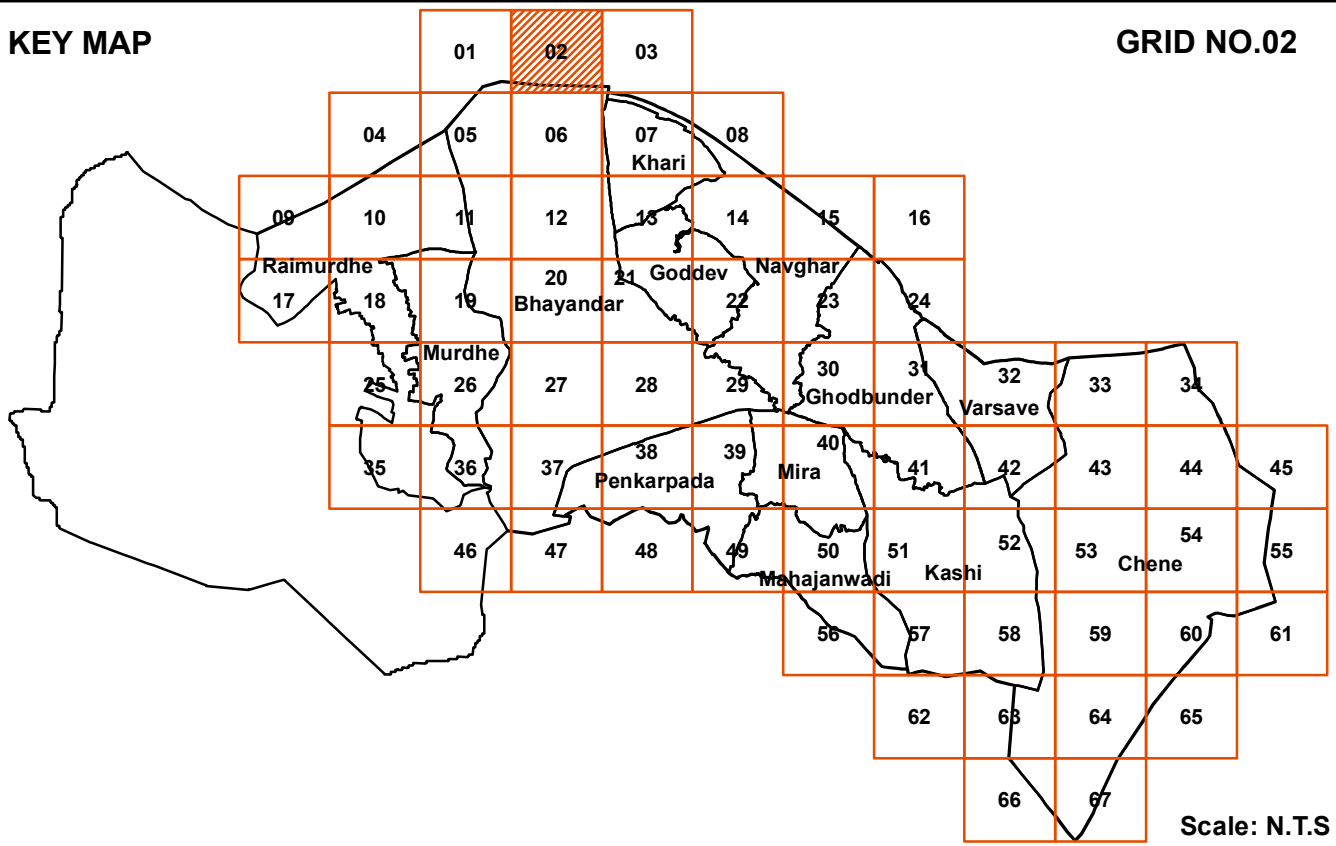 KEY MAP
GRID NO.02
01 02 03
04 05 06 07 08
Khari
09 10 11 12 13 14 15 16
Raimurdhe
Goddev
Navghar
17 18 19 20 21 22 23 24
Bhayandar
Murdhe
25 26 27 28 29 30 31 32 33 34
Ghodbunder
Varsave
35 36 37 38 39 40 41 42 43 44 45
Penkarpada
Mira
46 47 48 49 50 51 52 53 54 55
Mahajanwadi
Kashi
Chene
56 57 58 59 60 61
62 63 64 65
66 67
Scale: N.T.S